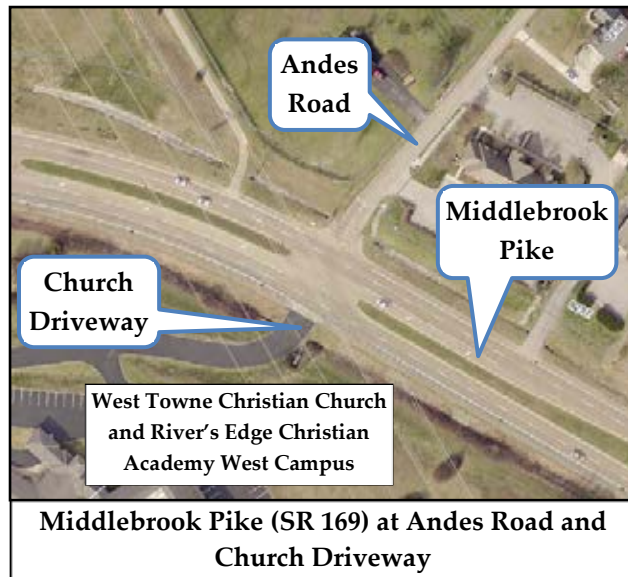 Andes
Road
Middlebrook
Pike
Church
Driveway
West Towne Christian Church
and River's Edge Christian
Academy West Campus
Middlebrook Pike (SR 169) at Andes Road and
Church Driveway